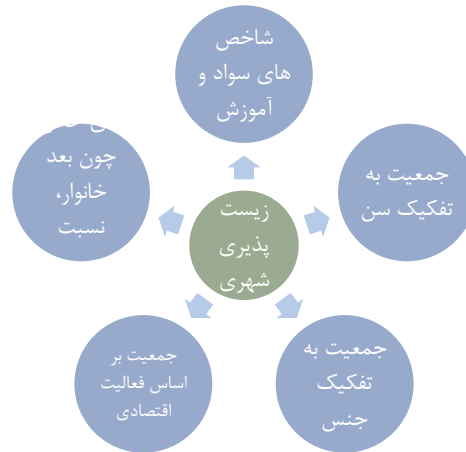 شاخص
های سواد و
آموزش
جمعیت به
تفکیک سن
جمعیت به
تفکیک
جنس
جمعیت بر
اساس فعالیت
اقتصادی
چون بعد
خانوار،
نسبت
زیست
پذیری
شهری